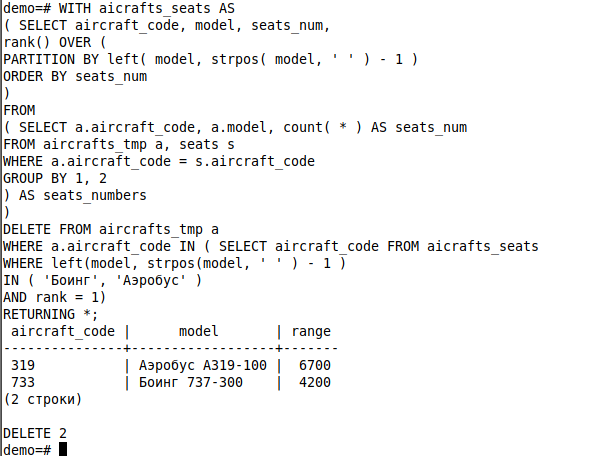 demo=# WITH aicrafts_seats AS
( SELECT aircraft_code, model, seats_num,
rank() OVER (
PARTITION BY left( model, strpos( model, ' ' ) - 1 )
ORDER BY seats_num
)
FROM
( SELECT a.aircraft_code, a.model, count( * ) AS seats_num
FROM aircrafts_tmp a, seats s
WHERE a.aircraft_code = s.aircraft_code
GROUP BY 1, 2
) AS seats_numbers
)
DELETE FROM aircrafts_tmp a
WHERE a.aircraft_code IN ( SELECT aircraft_code FROM aicrafts_seats
WHERE left(model, strpos(model, ' ' ) - 1 )
IN ( 'Боинг', 'Аэробус' )
AND rank = 1)
RETURNING *;
 aircraft_code |      model       | range
---------------+------------------+-------
 319           | Аэробус A319-100 |  6700
 733           | Боинг 737-300    |  4200
(2 строки)

DELETE 2
demo=#